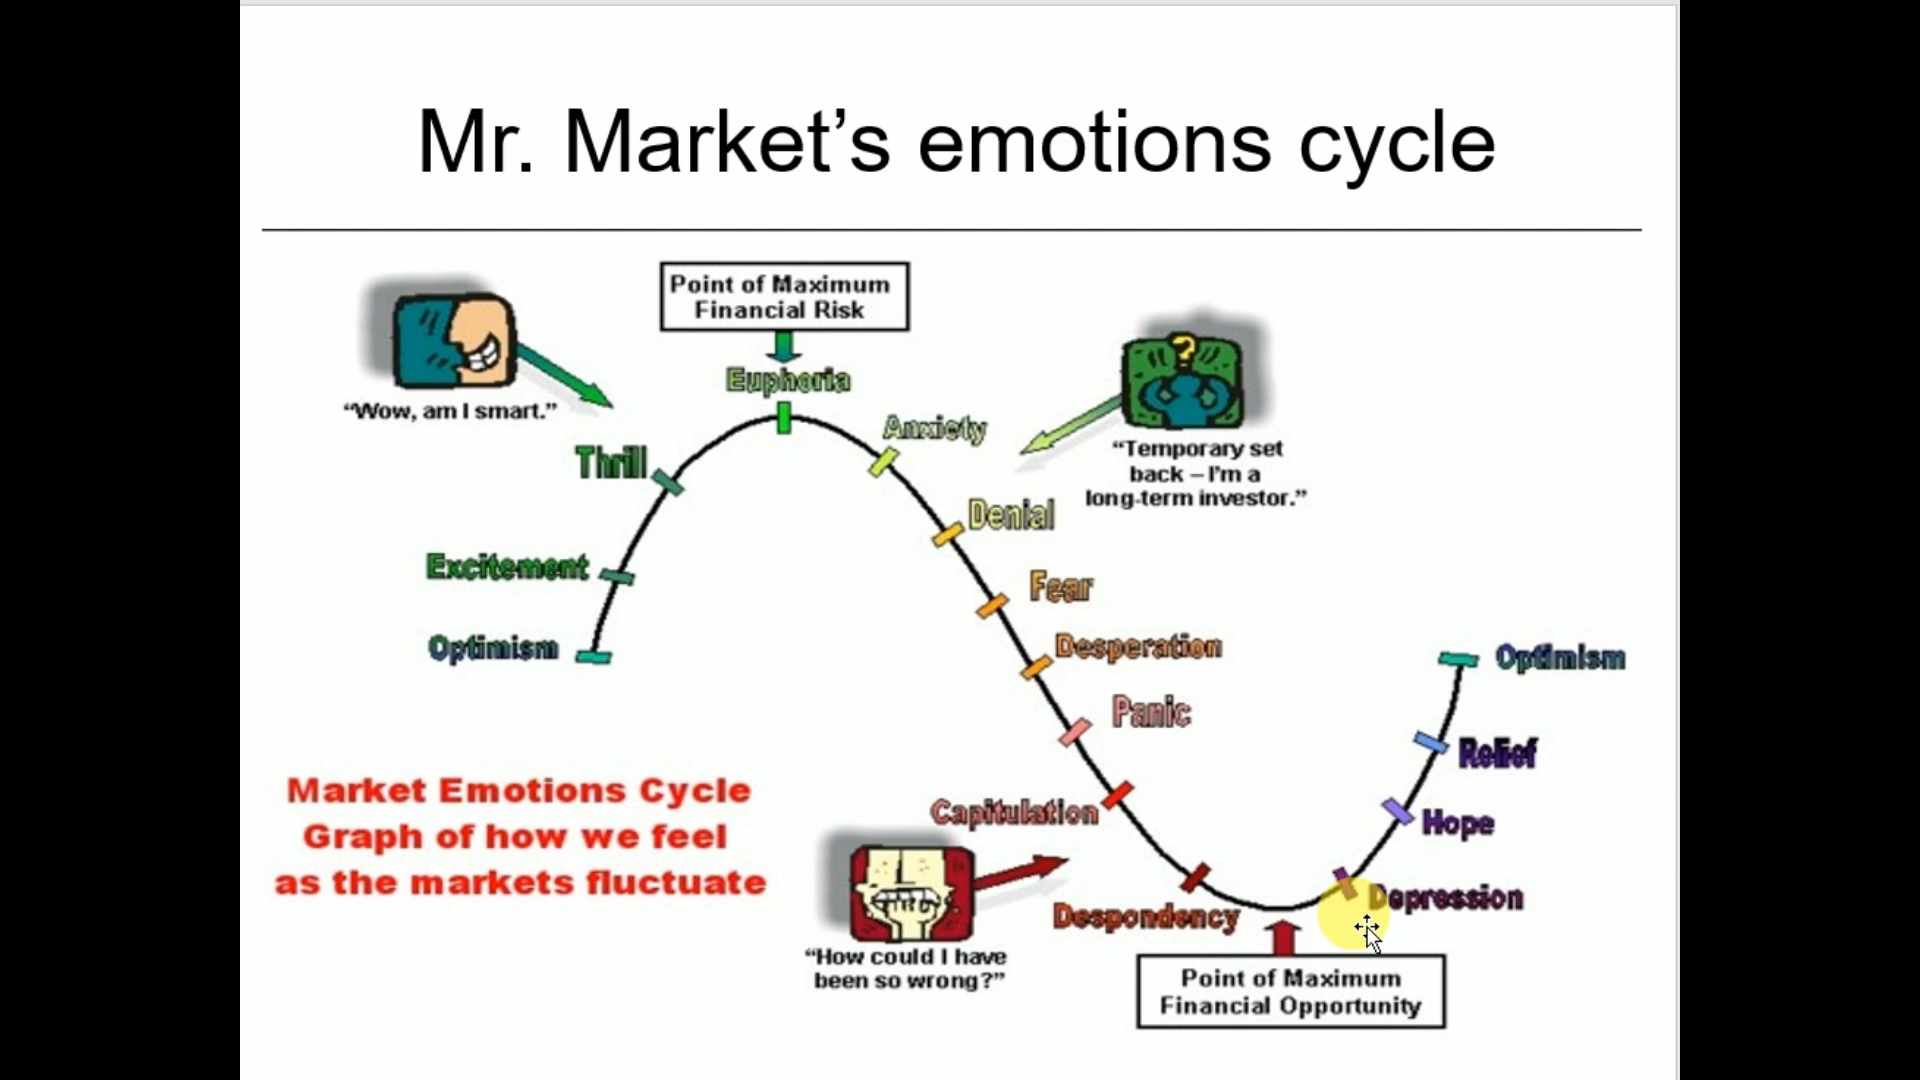 Mr. Market’s emotions cycle
Point of Maximum
Financial Risk
“Wow, am I smart.”
Euphoria
Anxiety
Thrill
“Temporary set
back – I’m a
long-term investor.”
Denial
Excitement
Fear
Optimism
Desperation
Optimism
Panic
Relief
Market Emotions Cycle
Graph of how we feel
as the markets fluctuate
Capitulation
Hope
Depression
Despondency
“How could I have
been so wrong?”
Point of Maximum
Financial Opportunity